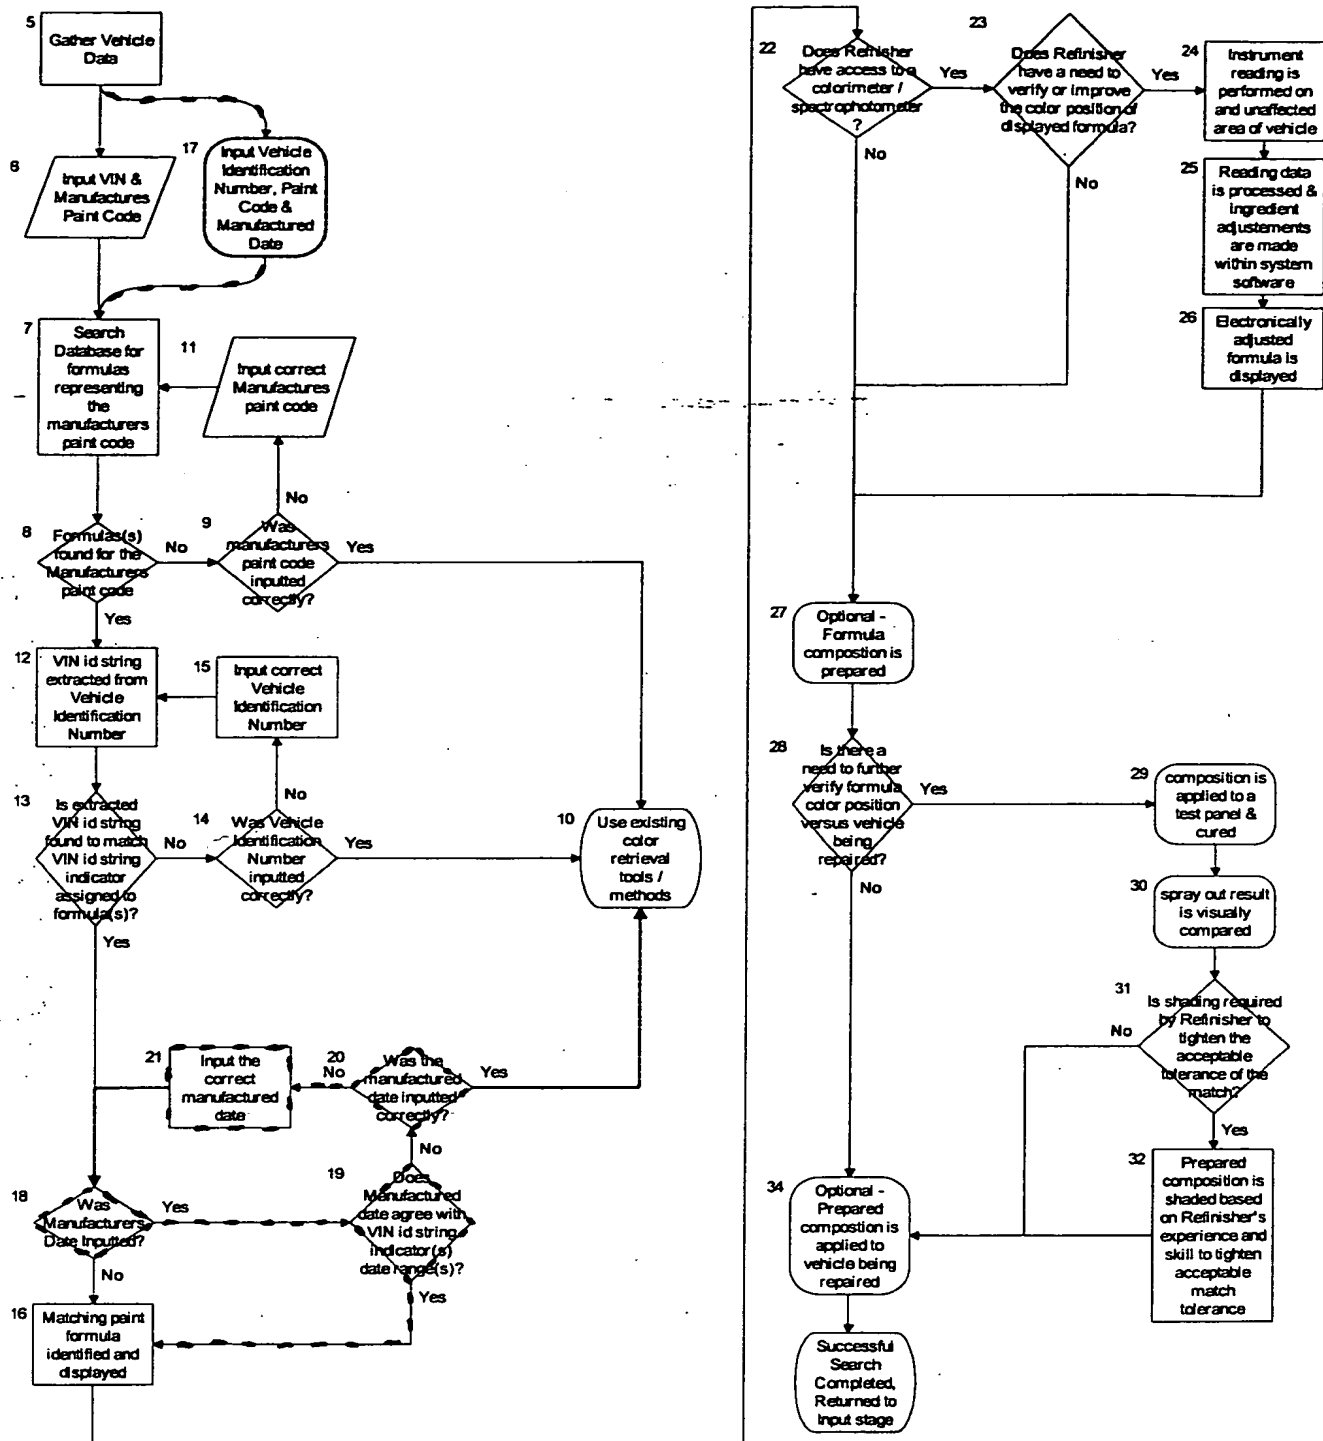 5
Gather Vehicle
Data
6
Input VIN &
Manufactures
Paint Code
17
Input Vehicle
Identification
Number, Paint
Code &
Manufactured
Date
7
Search
Database for
formulas
representing
the
manufacturers
paint code
11
Input correct
Manufactures
paint code
No
8
Formulas(s)
found for the
Manufacturers
paint code
No
9
Was
manufacturers
paint code
inputted
correctly?
Yes
Yes
12
VIN id string
extracted from
Vehicle
Identification
Number
15
Input correct
Vehicle
Identification
Number
No
13
Is extracted
VIN id string
found to match
VIN id string
indicator
assigned to
formula(s)?
No
14
Was Vehicle
Identification
Number
inputted
correctly?
Yes
10
Use existing
color
retrieval
tools /
methods
Yes
21
Input the
correct
manufactured
date
No
20
Was the
manufactured
date inputted
correctly?
Yes
No
18
Was
Manufacturers
Date Inputted?
Yes
19
Does
Manufactured
date agree with
VIN id string
indicator(s)
date range(s)?
No
Yes
16
Matching paint
formula
identified and
displayed
22
Does Refinisher
have access to a
colorimeter /
spectrophotometer
?
Yes
No
23
Does Refinisher
have a need to
verify or improve
the color position of
displayed formula?
Yes
No
24
Instrument
reading is
performed on
and unaffected
area of vehicle
25
Reading data
is processed &
ingredient
adjustements
are made
within system
software
26
Electronically
adjusted
formula is
displayed
27
Optional -
Formula
compostion is
prepared
28
Is there a
need to further
verify formula
color position
versus vehicle
being
repaired?
Yes
No
29
composition is
applied to a
test panel &
cured
30
spray out result
is visually
compared
31
Is shading required
by Refinisher to
tighten the
acceptable
tolerance of the
match?
No
Yes
32
Prepared
composition is
shaded based
on Refinisher's
experience and
skill to tighten
acceptable
match
tolerance
34
Optional -
Prepared
compostion is
applied to
vehicle being
repaired
Successful
Search
Completed,
Returned to
Input stage